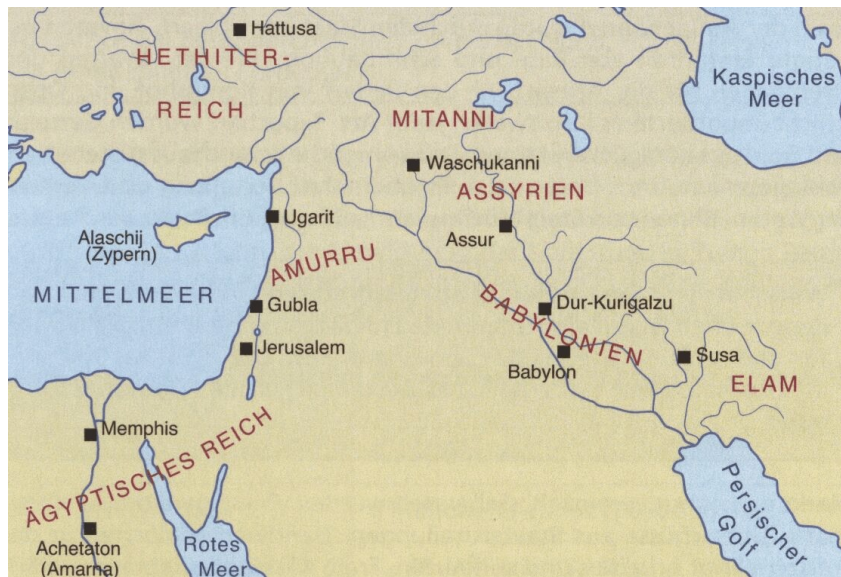 Hattusa
HETHITER-
REICH
Kaspisches
Meer
MITANNI
Waschukanni
ASSYRIEN
Ugarit
Assur
Alaschij
(Zypern)
AMURRU
MITTELMEER
Gubla
Dur-Kurigalzu
BABYLONIEN
Jerusalem
Babylon
Susa
ELAM
Memphis
ÄGYPTISCHES REICH
Persischer
Golf
Achetaton
(Amarna)
Rotes
Meer